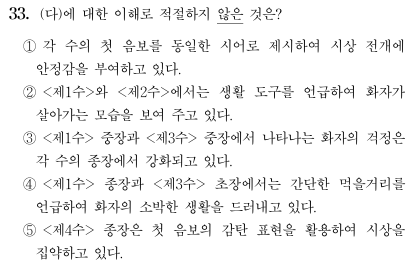 33. (다)에 대한 이해로 적절하지 않은 것은?
① 각 수의 첫 음보를 동일한 시어로 제시하여 시상 전개에
안정감을 부여하고 있다.
② <제1수>와 <제2수>에서는 생활 도구를 언급하여 화자가
살아가는 모습을 보여 주고 있다.
③ <제1수> 중장과 <제3수> 중장에서 나타나는 화자의 걱정은
각 수의 종장에서 강화되고 있다.
④ <제1수> 종장과 <제3수> 초장에서는 간단한 먹을거리를
언급하여 화자의 소박한 생활을 드러내고 있다.
⑤ <제4수> 종장은 첫 음보의 감탄 표현을 활용하여 시상을
집약하고 있다.